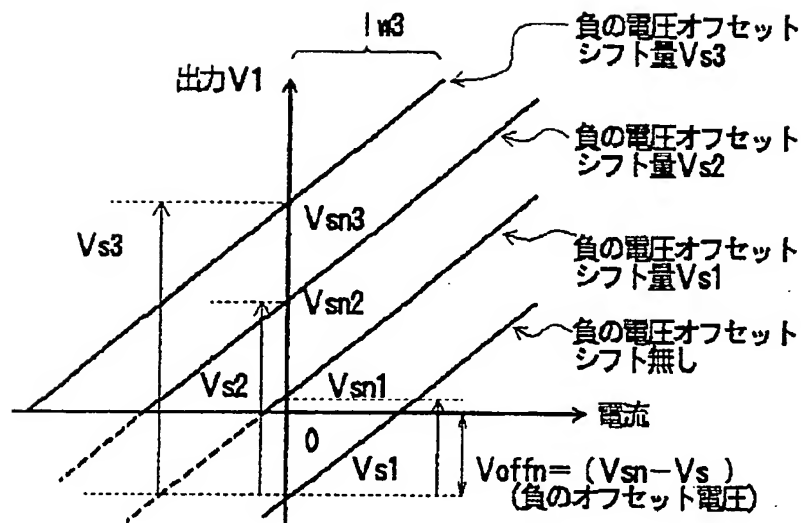 Iw3
負の電圧オフセット
シフト量Vs3
出力V1
負の電圧オフセット
シフト量Vs2
Vsn3
Vs3
負の電圧オフセット
シフト量Vs1
Vsn2
負の電圧オフセット
シフト無し
Vs2
Vsn1
電流
0
Vs1
Voffn=(Vsn-Vs)
(負のオフセット電圧)